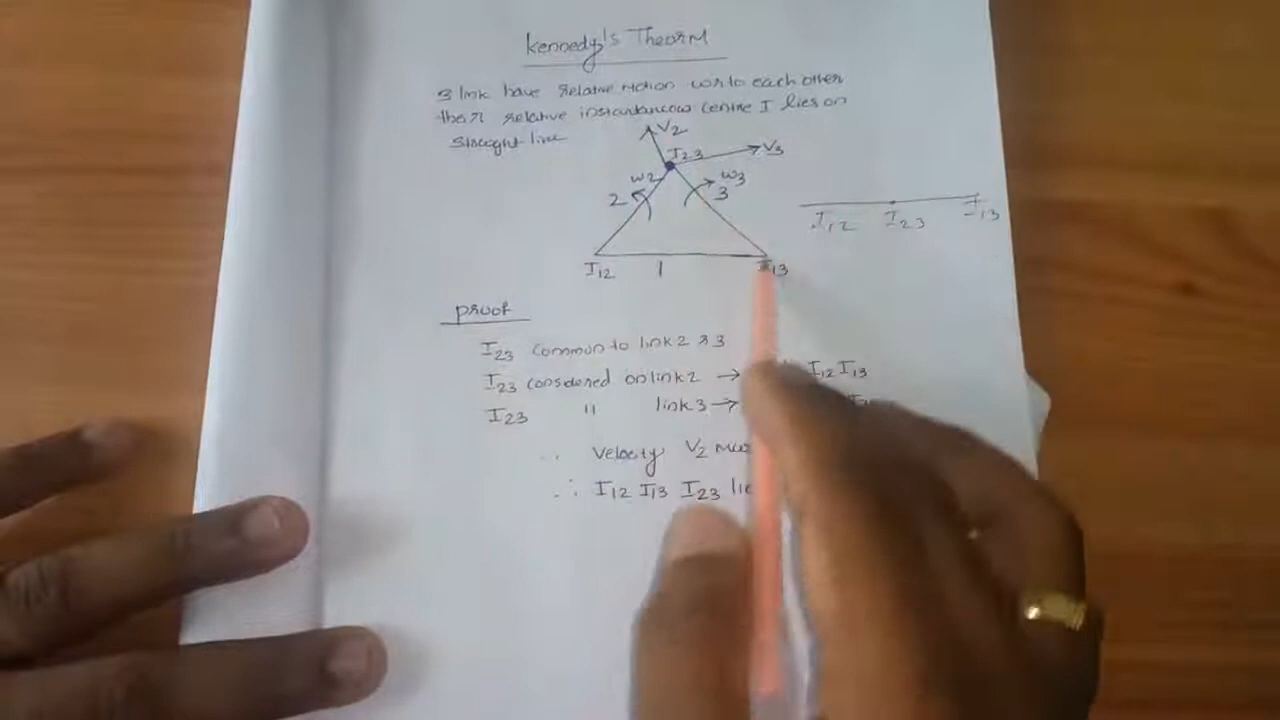 Kennedy's Theorm
3 link have relative motion w.r.to each other
then relative instantaneous centre I lies on
straight line
V2
I23
V3
w2
w3
2
3
I12
I23
I13
I12
1
I13
proof
I23 common to link 2 & 3
I23 considered on link 2 → I12 I13
I23 " link 3 →
∴ Velocity V2
∴ I12 I13 I23